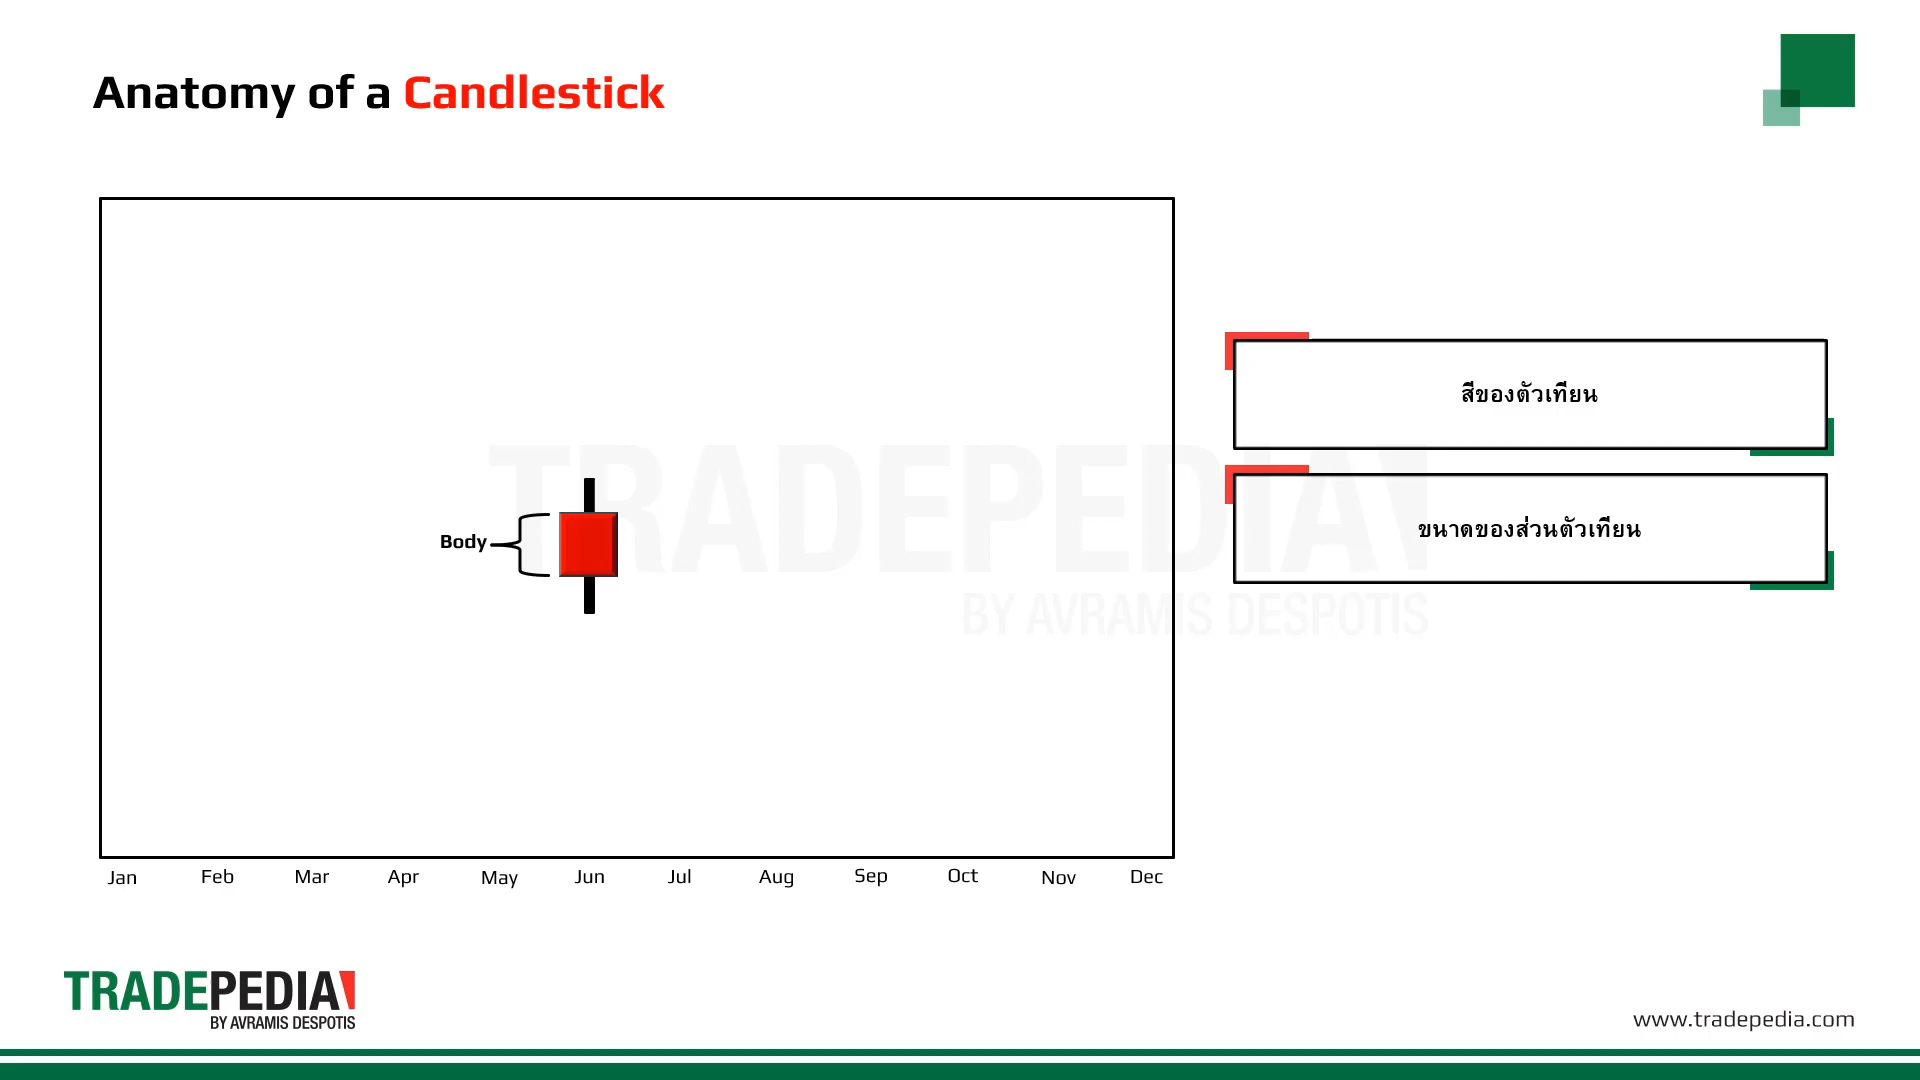 Anatomy of a Candlestick
สีของตัวเทียน
TRADEPEDIA
ขนาดของส่วนตัวเทียน
Body
BY AVRAMIS DESPOTIS
Jan Feb Mar Apr May Jun Jul Aug Sep Oct Nov Dec
TRADEPEDIA
BY AVRAMIS DESPOTIS
www.tradepedia.com